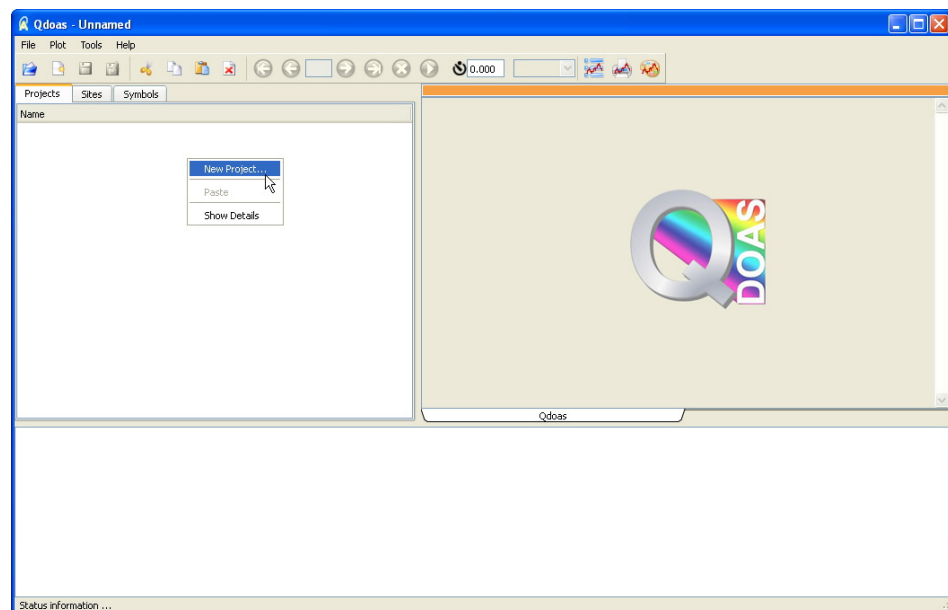 Qdoas - Unnamed
File Plot Tools Help
0.000
Projects Sites Symbols
Name
New Project...
Paste
Show Details
QDOAS
Qdoas
Status information ...